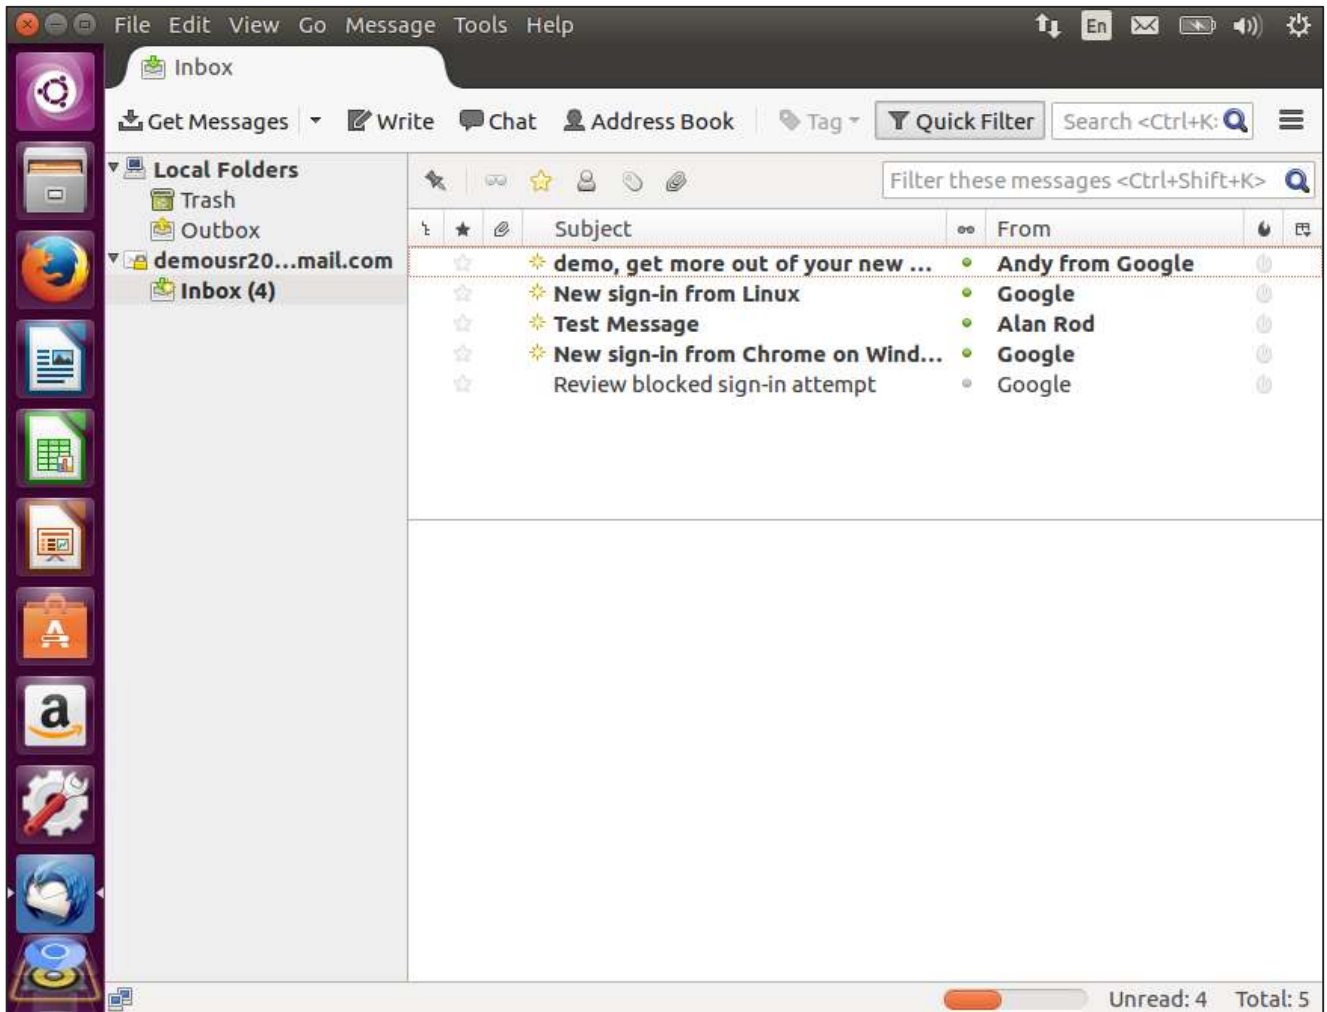 File Edit View Go Message Tools Help En
Inbox
Get Messages Write Chat Address Book Tag Quick Filter Search <Ctrl+K:
Local Folders
Trash
Outbox
demousr20...mail.com
Inbox (4)
Filter these messages <Ctrl+Shift+K>
Subject From
demo, get more out of your new ... Andy from Google
New sign-in from Linux Google
Test Message Alan Rod
New sign-in from Chrome on Wind... Google
Review blocked sign-in attempt Google
A
a
Unread: 4 Total: 5